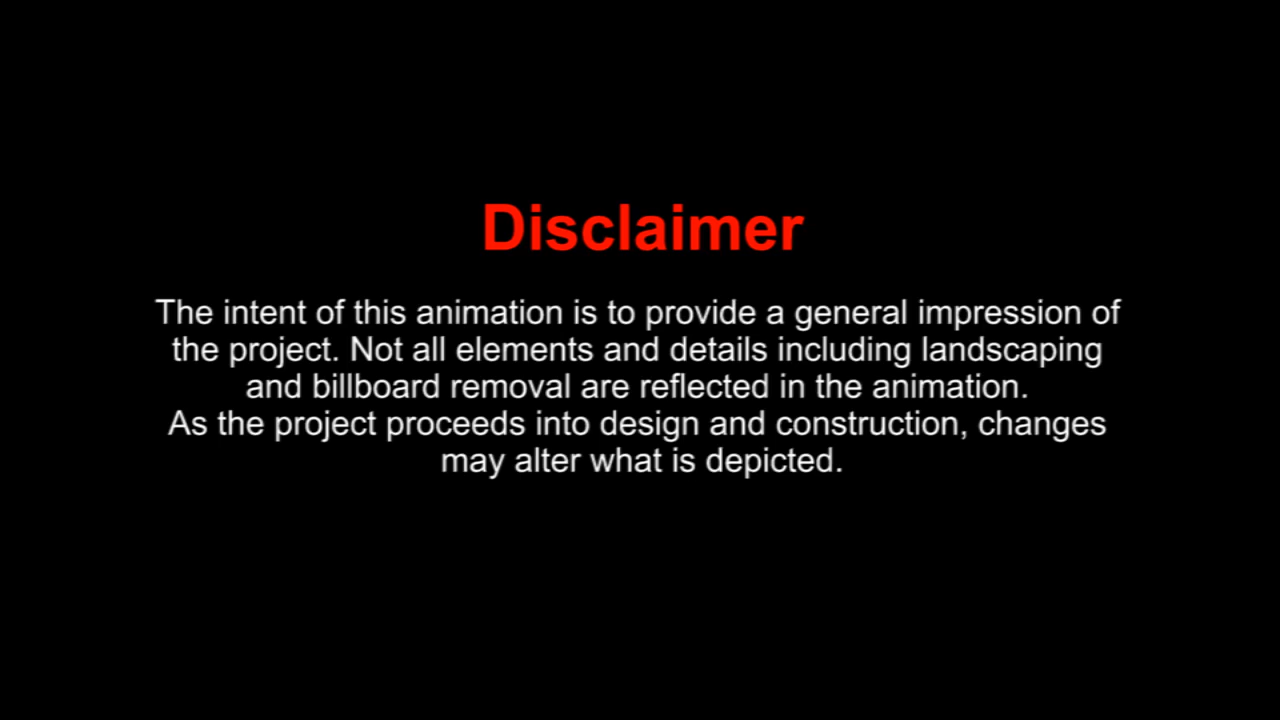 Disclaimer
The intent of this animation is to provide a general impression of
the project. Not all elements and details including landscaping
and billboard removal are reflected in the animation.
As the project proceeds into design and construction, changes
may alter what is depicted.